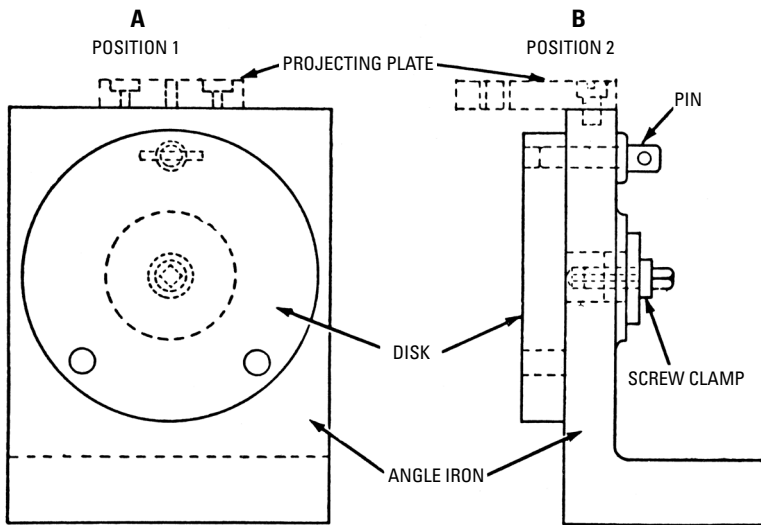 A
POSITION 1
B
POSITION 2
PROJECTING PLATE
PIN
DISK
SCREW CLAMP
ANGLE IRON